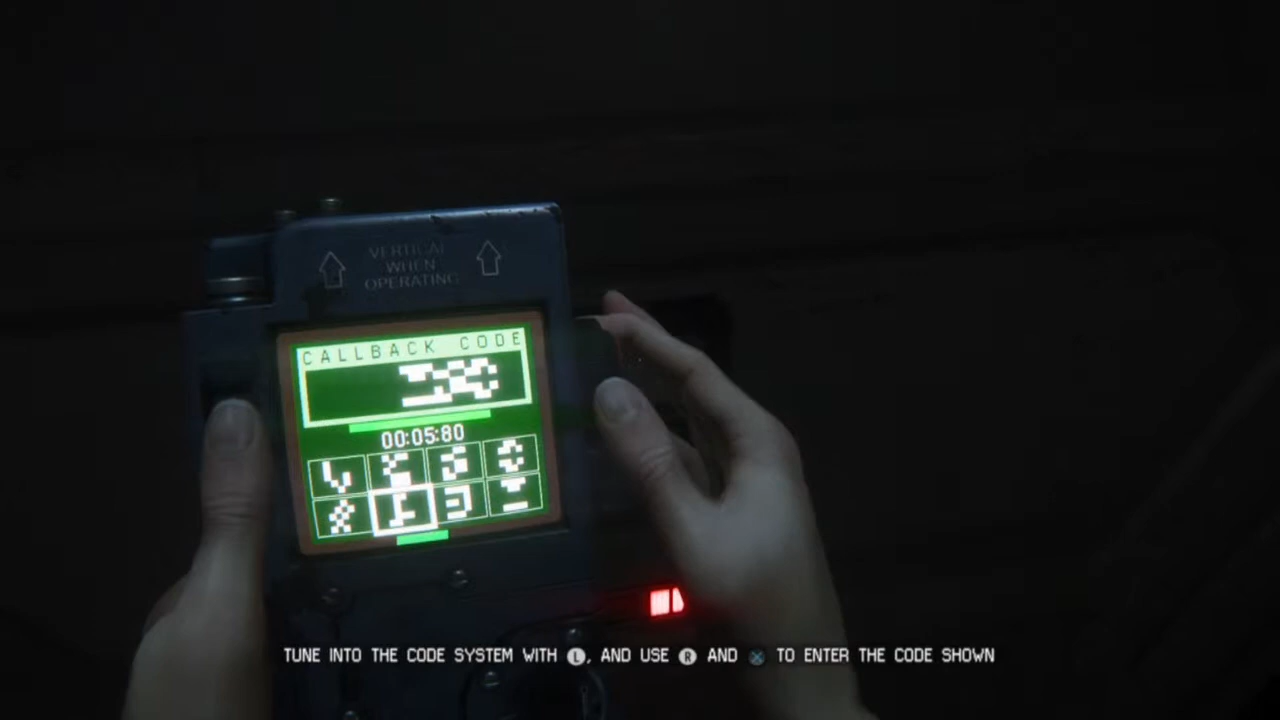 VERTICAL
WHEN
OPERATING
CALLBACK CODE
00:05:80
TUNE INTO THE CODE SYSTEM WITH L, AND USE R AND X TO ENTER THE CODE SHOWN